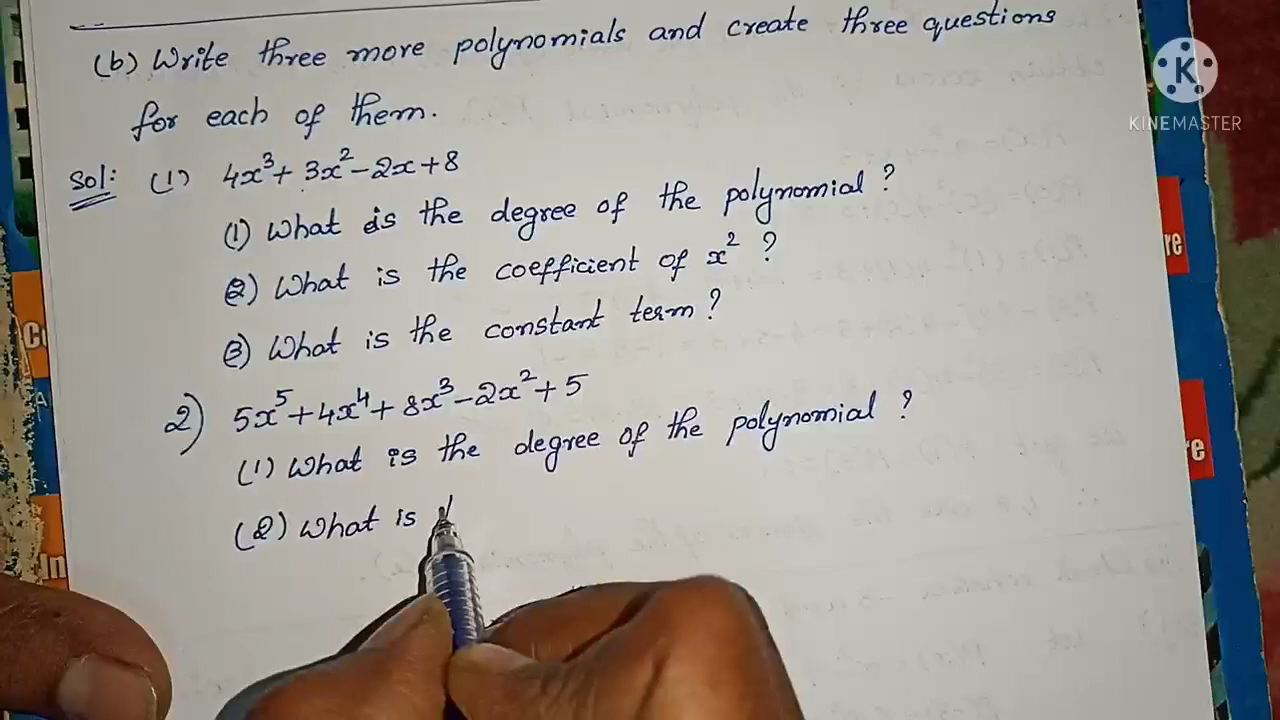 (b) Write three more polynomials and create three questions
for each of them.
Sol: (1) 4x³ + 3x² - 2x + 8
(1) What is the degree of the polynomial ?
(2) What is the coefficient of x² ?
(3) What is the constant term ?
2) 5x⁵ + 4x⁴ + 8x³ - 2x² + 5
(1) What is the degree of the polynomial ?
(2) What is
K
KINEMASTER
re
e
Co
A
In